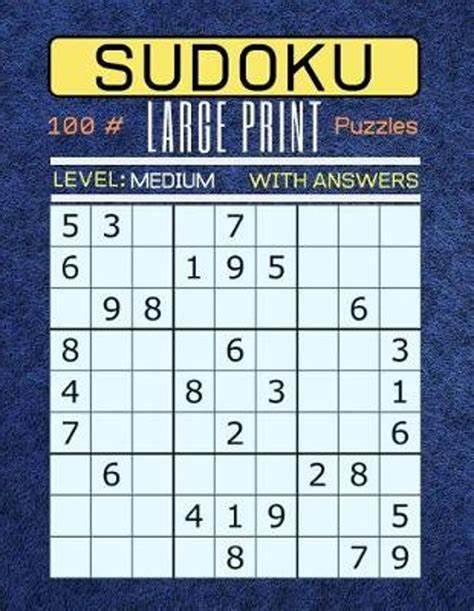 SUDOKU
100 # LARGE PRINT Puzzles
LEVEL: MEDIUM WITH ANSWERS
5 3 7
6 1 9 5
9 8 6
8 6 3
4 8 3 1
7 2 6
6 2 8
4 1 9 5
8 7 9